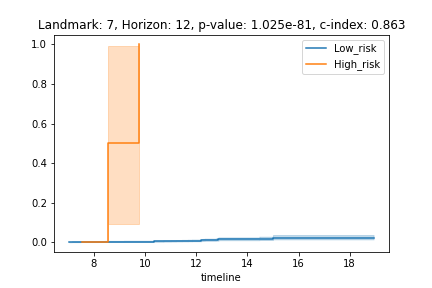 Landmark: 7, Horizon: 12, p-value: 1.025e-81, c-index: 0.863
Low_risk
High_risk
1.0
0.8
0.6
0.4
0.2
0.0
8 10 12 14 16 18
timeline